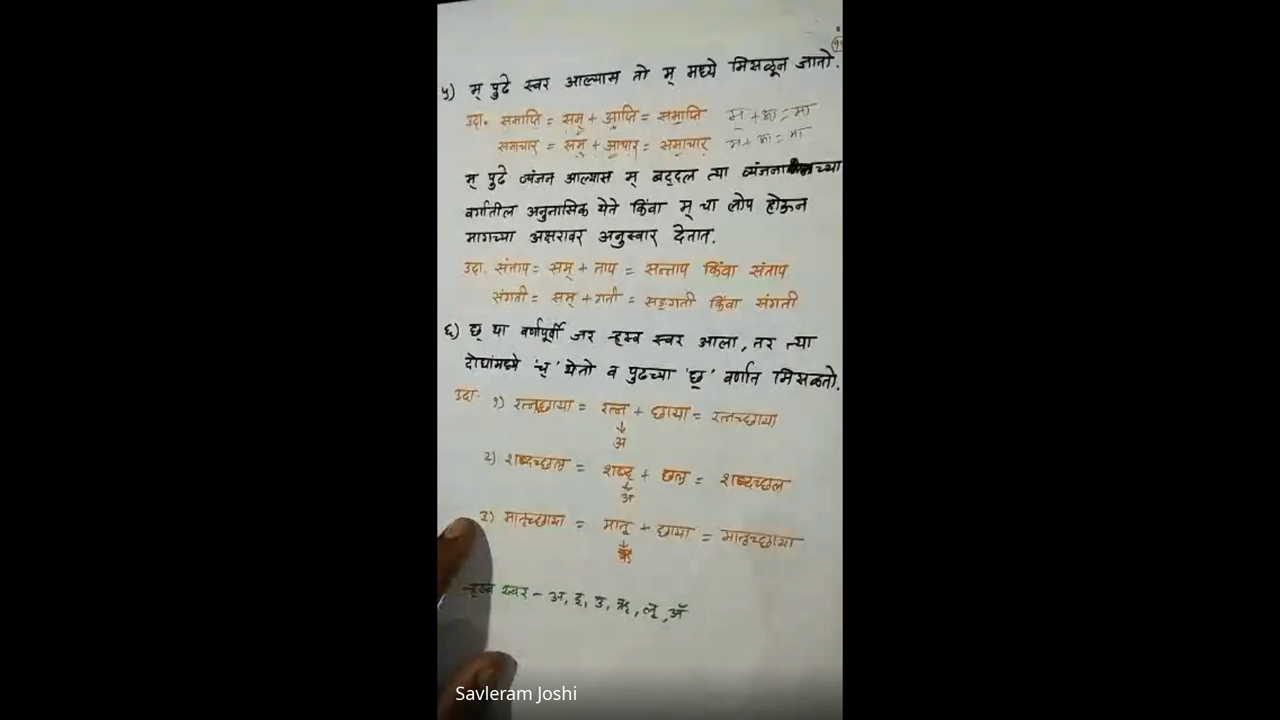 ५) म् पुढे स्वर आल्यास तो म् मध्ये मिसळून जातो.
उदा. समाप्ति = सम् + आप्ति = समाप्ति म + आ = मा
समाचार = सम् + आचार = समाचार म + आ = मा
म् पुढे व्यंजन आल्यास म् बद्दल त्या व्यंजनाच्या
वर्गातील अनुनासिक येते किंवा म् चा लोप होऊन
मागच्या अक्षरावर अनुस्वार देतात.
उदा. संताप = सम् + ताप = सन्ताप किंवा संताप
संगती = सम् + गती = सङ्गती किंवा संगती
६) छ् या वर्णापूर्वी जर ऱ्हस्व स्वर आला, तर त्या
दोघांमध्ये 'च्' येतो व पुढच्या 'छ्' वर्णात मिसळतो.
उदा. १) रत्नछाया = रत्न + छाया = रत्नच्छाया
अ
२) शब्दच्छल = शब्द + छल = शब्दच्छल
अ
३) मातृच्छाया = मातृ + छाया = मातृच्छाया
ऱ्हस्व स्वर - अ, इ, उ, ऋ, लृ, ॲ
Savleram Joshi